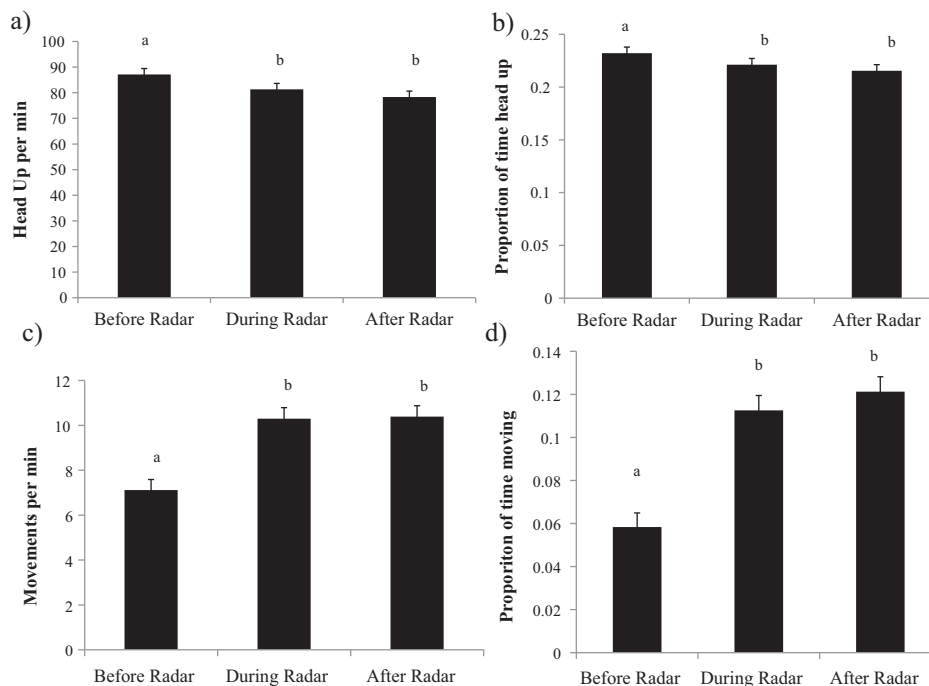 a)
a
b
b
100
90
80
70
60
50
40
30
20
10
0
Head Up per min
Before Radar During Radar After Radar
b)
a
b
b
0.25
0.2
0.15
0.1
0.05
0
Proportion of time head up
Before Radar During Radar After Radar
c)
a
b
b
12
10
8
6
4
2
0
Movements per min
Before Radar During Radar After Radar
d)
a
b
b
0.14
0.12
0.1
0.08
0.06
0.04
0.02
0
Proporiton of time moving
Before Radar During Radar After Radar